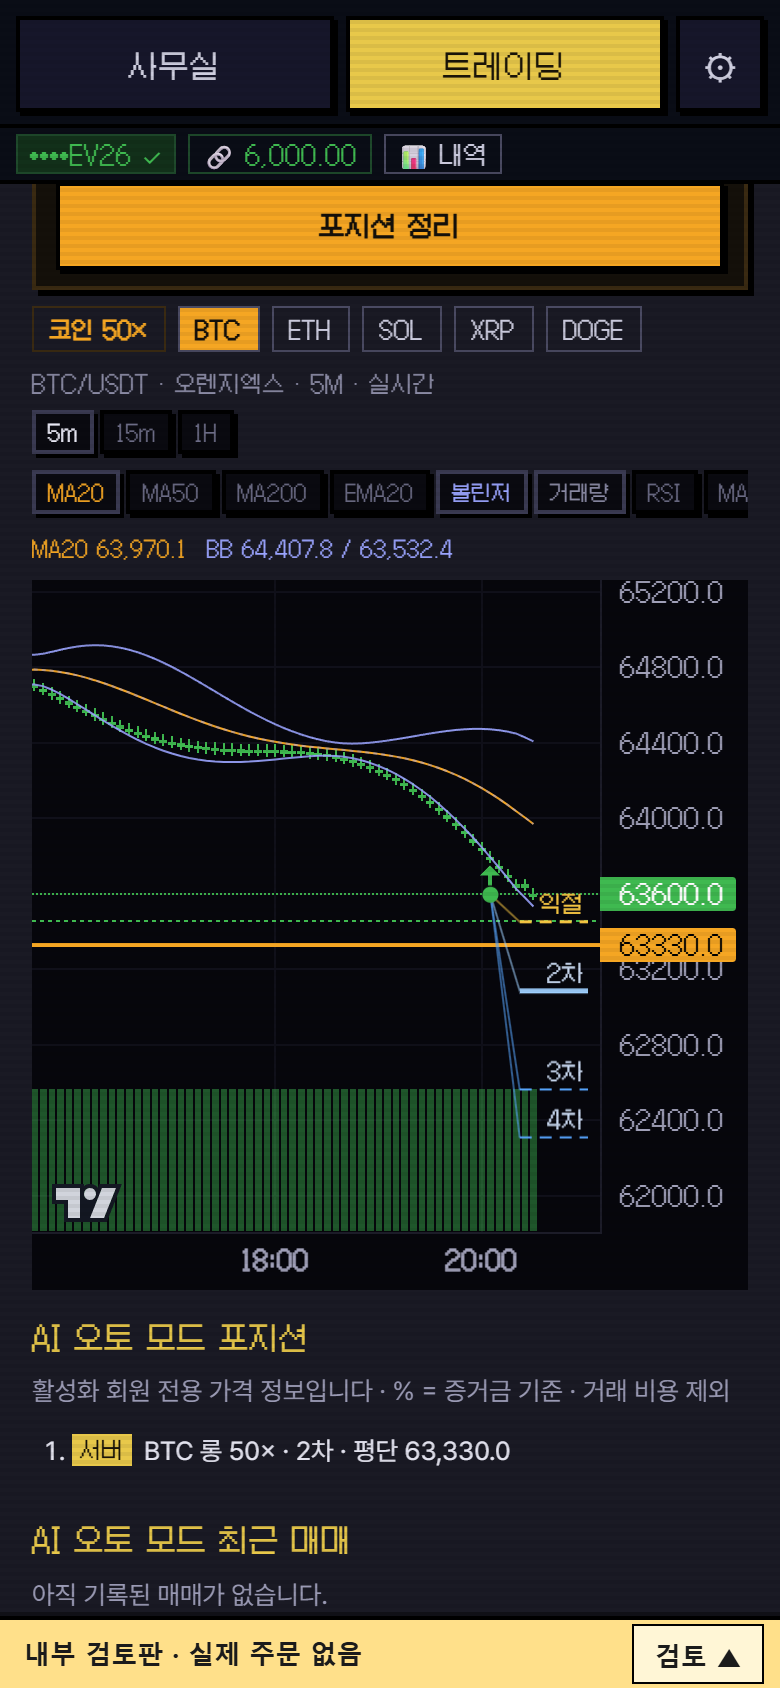 사무실 트레이딩 ⚙
••••EV26 ✓ 🔗 6,000.00 📊 내역
포지션 정리
코인 50× BTC ETH SOL XRP DOGE
BTC/USDT · 오렌지엑스 · 5M · 실시간
5m 15m 1H
MA20 MA50 MA200 EMA20 볼린저 거래량 RSI MA
MA20 63,970.1 BB 64,407.8 / 63,532.4
65200.0
64800.0
64400.0
64000.0
63600.0
익절
63330.0
63200.0
2차
62800.0
3차
62400.0
4차
62000.0
18:00 20:00
AI 오토 모드 포지션
활성화 회원 전용 가격 정보입니다 · % = 증거금 기준 · 거래 비용 제외
1. 서버 BTC 롱 50× · 2차 · 평단 63,330.0
AI 오토 모드 최근 매매
아직 기록된 매매가 없습니다.
내부 검토판 · 실제 주문 없음 검토 ▲